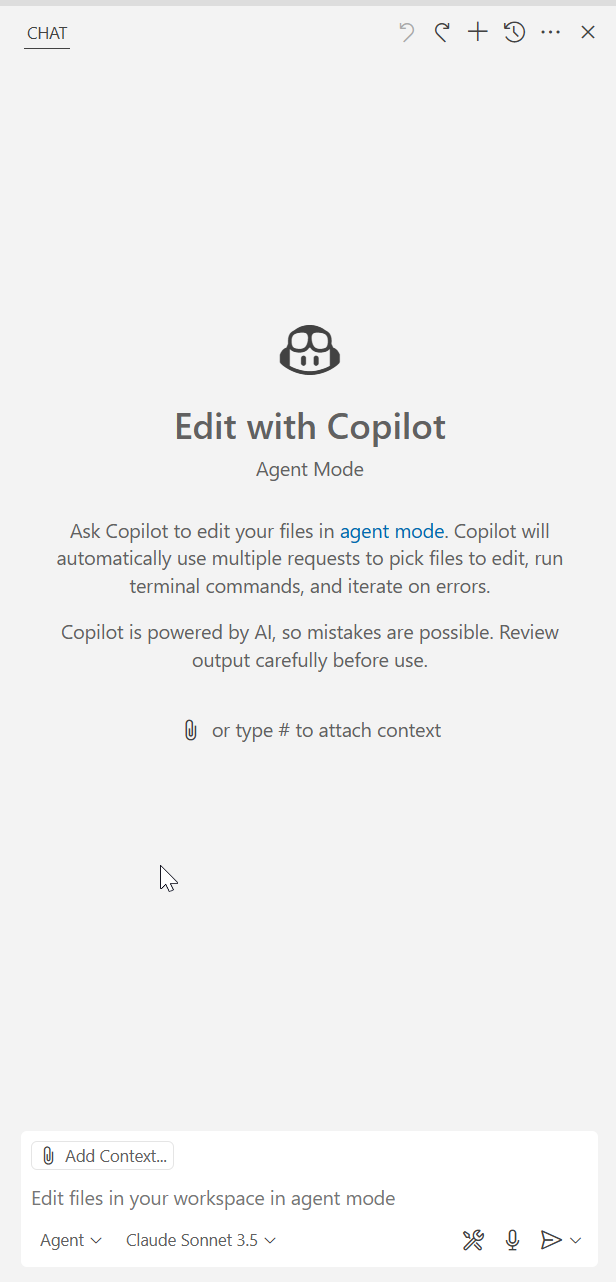 CHAT
Edit with Copilot
Agent Mode
Ask Copilot to edit your files in agent mode. Copilot will
automatically use multiple requests to pick files to edit, run
terminal commands, and iterate on errors.
Copilot is powered by AI, so mistakes are possible. Review
output carefully before use.
or type # to attach context
Add Context...
Edit files in your workspace in agent mode
Agent Claude Sonnet 3.5